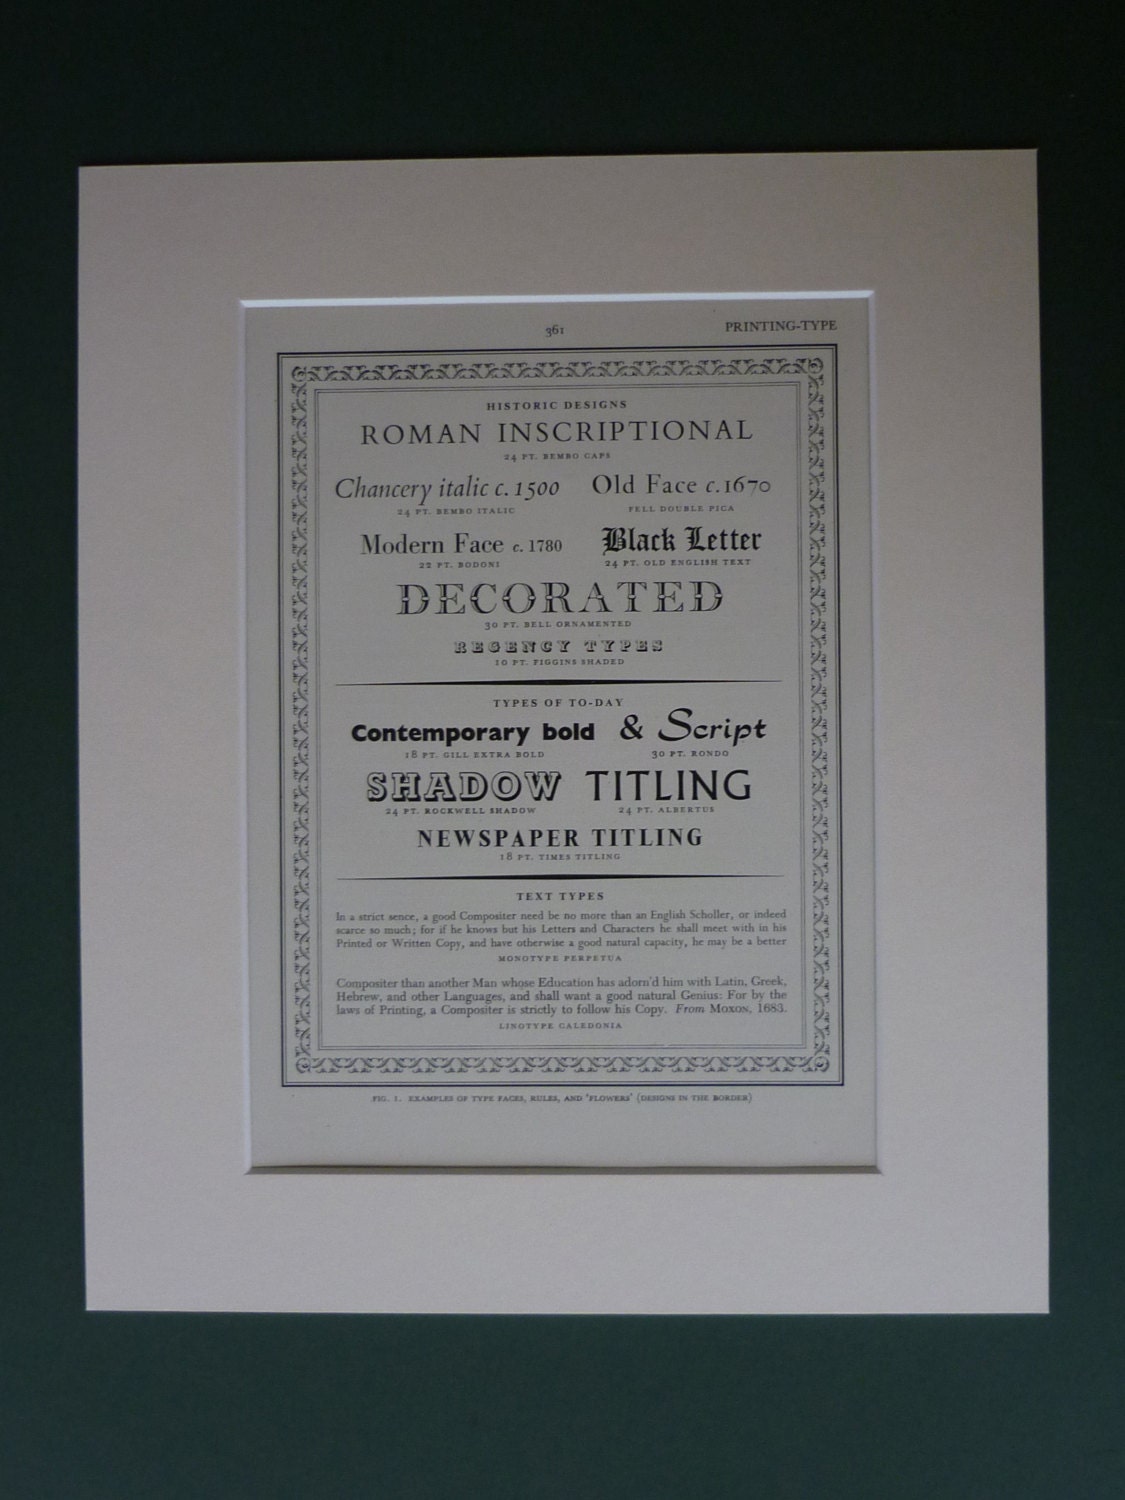 361 PRINTING-TYPE
HISTORIC DESIGNS
ROMAN INSCRIPTIONAL
24 PT. BEMBO CAPS
Chancery italic c. 1500 Old Face c. 1670
24 PT. BEMBO ITALIC FELL DOUBLE PICA
Modern Face c. 1780 Black Letter
22 PT. BODONI 24 PT. OLD ENGLISH TEXT
DECORATED
30 PT. BELL ORNAMENTED
REGENCY TYPES
10 PT. FIGGINS SHADED
TYPES OF TO-DAY
Contemporary bold & Script
18 PT. GILL EXTRA BOLD 30 PT. RONDO
SHADOW TITLING
24 PT. ROCKWELL SHADOW 24 PT. ALBERTUS
NEWSPAPER TITLING
18 PT. TIMES TITLING
TEXT TYPES
In a strict sence, a good Compositer need be no more than an English Scholler, or indeed
scarce so much; for if he knows but his Letters and Characters he shall meet with in his
Printed or Written Copy, and have otherwise a good natural capacity, he may be a better
MONOTYPE PERPETUA
Compositer than another Man whose Education has adorn'd him with Latin, Greek,
Hebrew, and other Languages, and shall want a good natural Genius: For by the
laws of Printing, a Compositer is strictly to follow his Copy. From MOXON, 1683.
LINOTYPE CALEDONIA
FIG. 1. EXAMPLES OF TYPE FACES, RULES, AND 'FLOWERS' (DESIGNS IN THE BORDER)